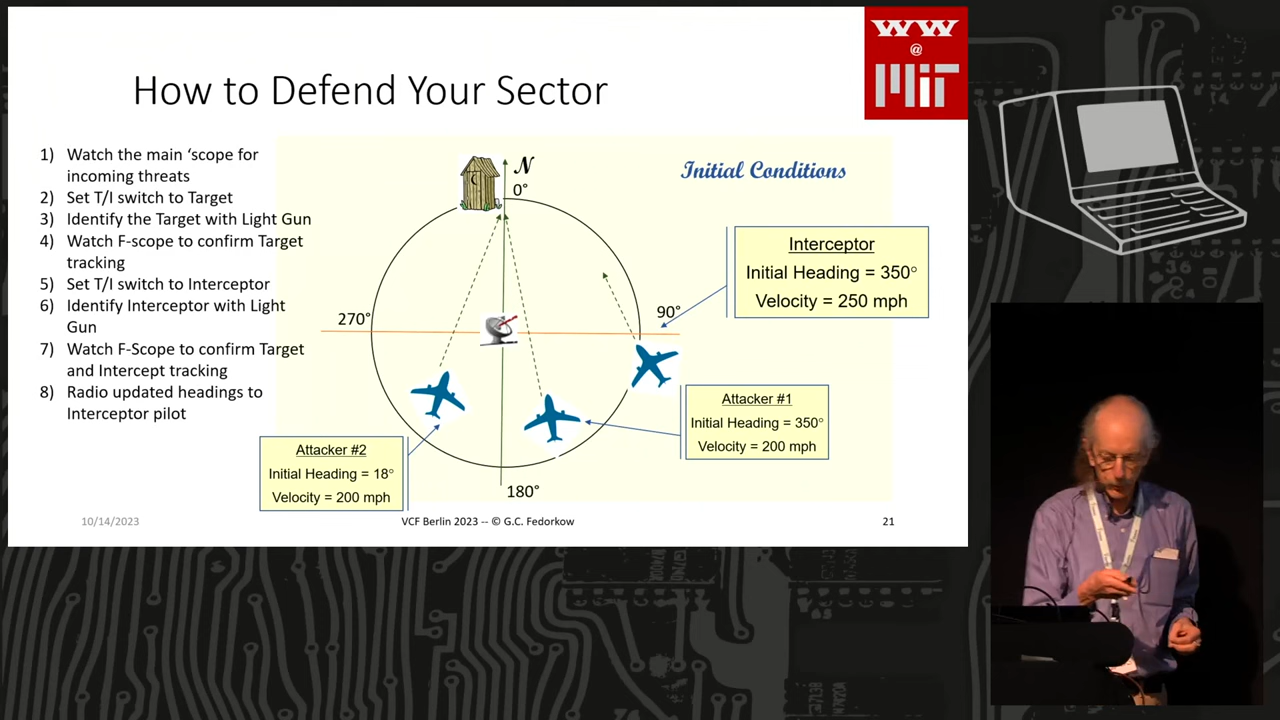 WW
@
MIT
How to Defend Your Sector
1) Watch the main ‘scope for
incoming threats
2) Set T/I switch to Target
3) Identify the Target with Light Gun
4) Watch F-scope to confirm Target
tracking
5) Set T/I switch to Interceptor
6) Identify Interceptor with Light
Gun
7) Watch F-Scope to confirm Target
and Intercept tracking
8) Radio updated headings to
Interceptor pilot
Initial Conditions
N
0°
270°
90°
180°
Interceptor
Initial Heading = 350°
Velocity = 250 mph
Attacker #1
Initial Heading = 350°
Velocity = 200 mph
Attacker #2
Initial Heading = 18°
Velocity = 200 mph
10/14/2023
VCF Berlin 2023 -- © G.C. Fedorkow
21